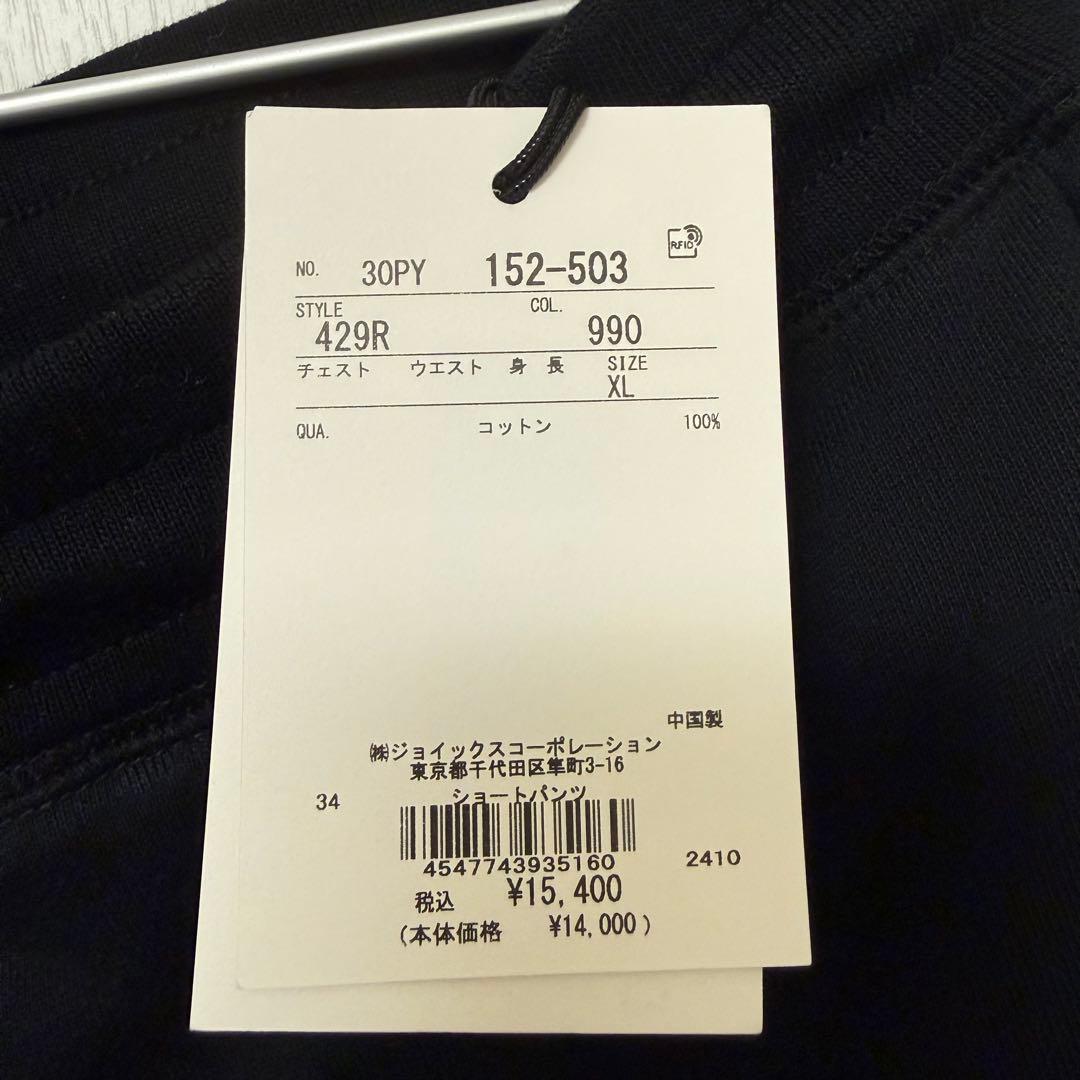 RFID
NO. 30PY 152-503
STYLE COL.
429R 990
チェスト ウエスト 身長 SIZE
XL
QUA. コットン 100%
中国製
㈱ジョイックスコーポレーション
東京都千代田区隼町3-16
34 ショートパンツ
4547743935160 2410
税込 ¥15,400
(本体価格 ¥14,000)